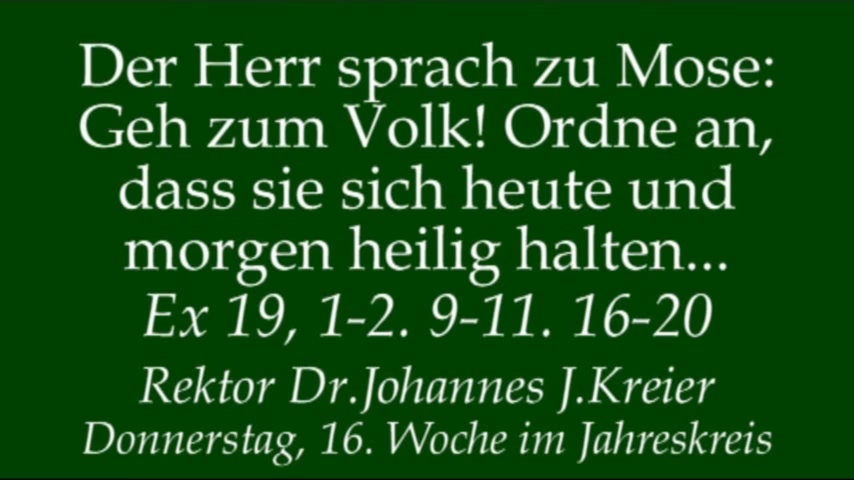 Der Herr sprach zu Mose:
Geh zum Volk! Ordne an,
dass sie sich heute und
morgen heilig halten...
Ex 19, 1-2. 9-11. 16-20
Rektor Dr.Johannes J.Kreier
Donnerstag, 16. Woche im Jahreskreis